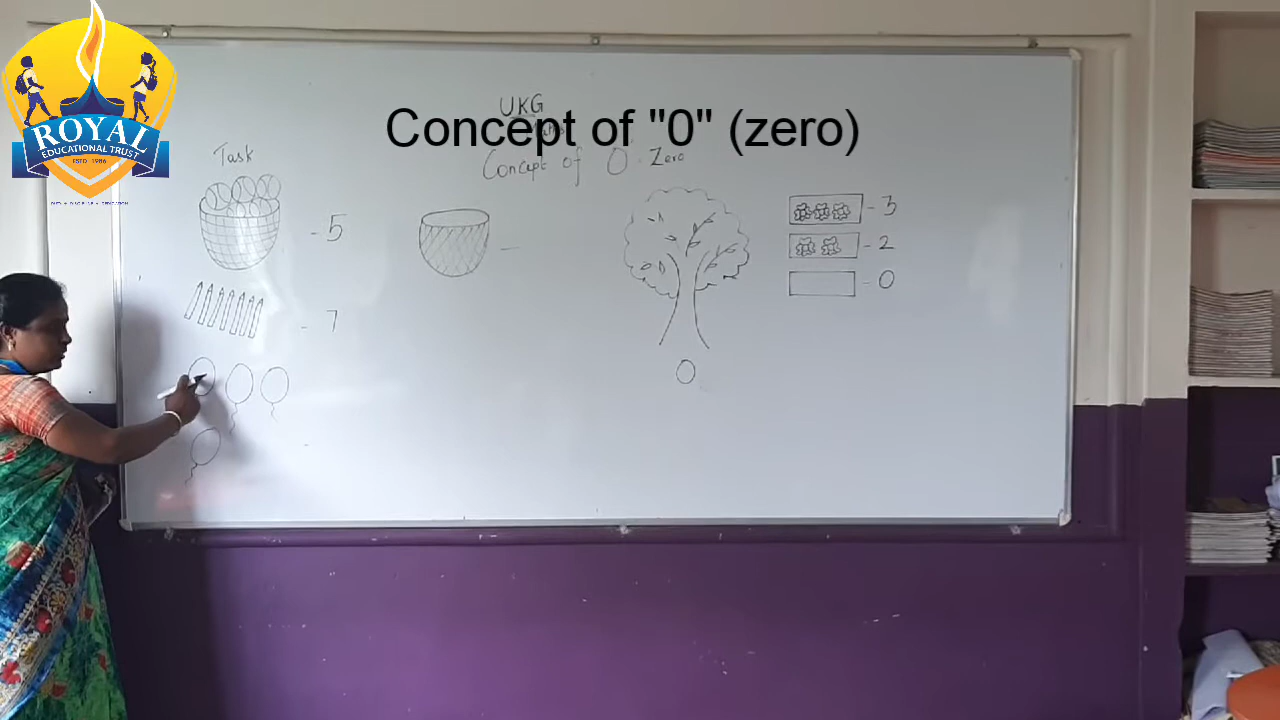 ROYAL
EDUCATIONAL TRUST
ESTD 1986
UKG
Concept of "0" (zero)
Task
Concept of 0 - Zero
- 5
-
- 3
- 2
- 0
- 7
0